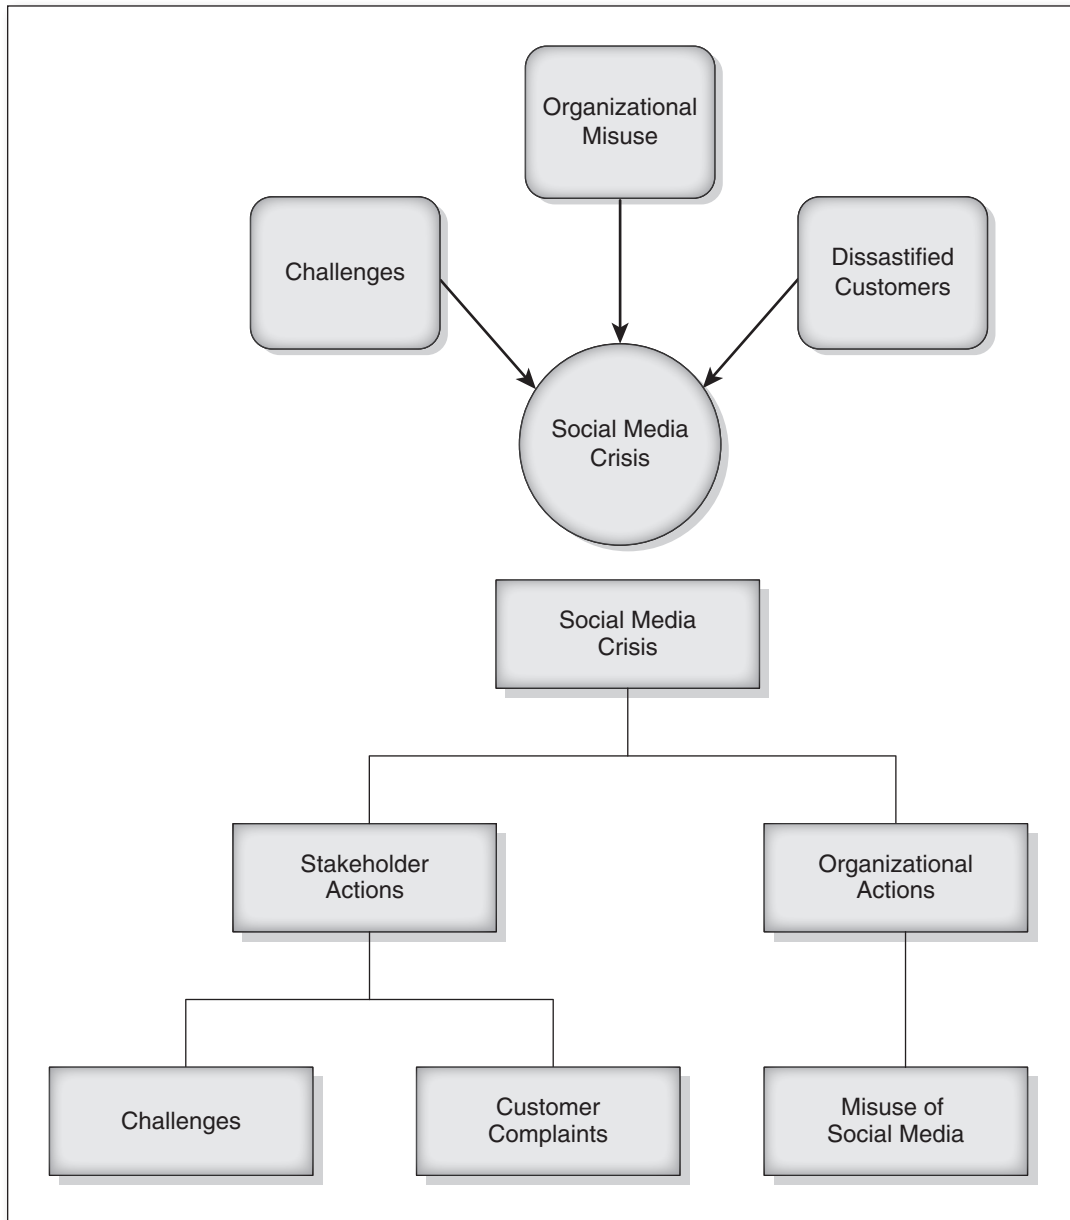 Organizational
Misuse
Challenges
Dissastified
Customers
Social Media
Crisis
Social Media
Crisis
Stakeholder
Actions
Organizational
Actions
Challenges
Customer
Complaints
Misuse of
Social Media